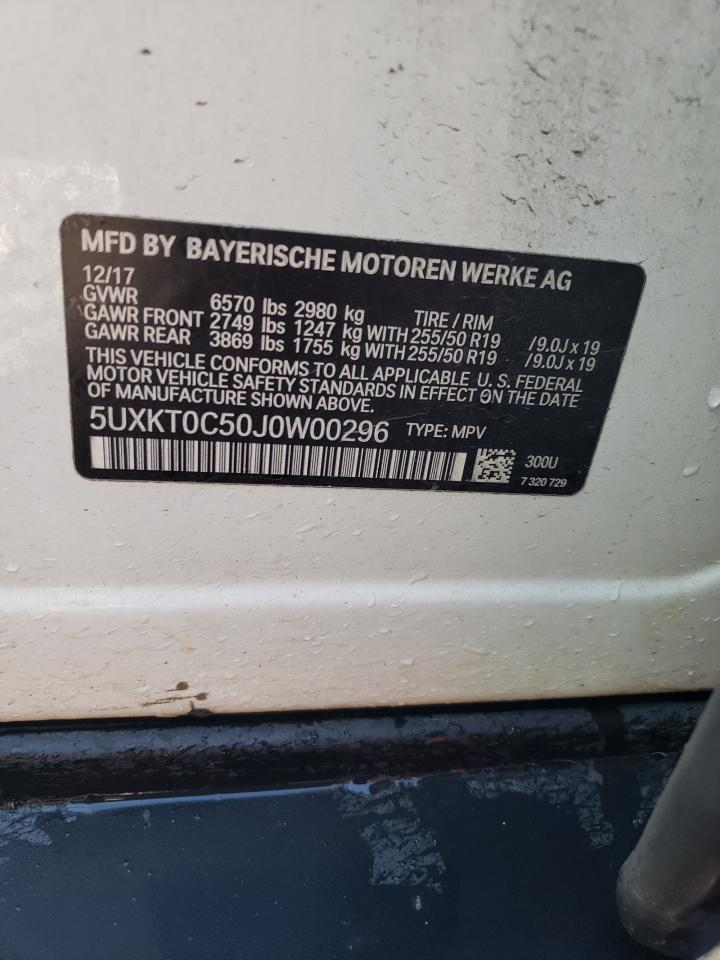 MFD BY BAYERISCHE MOTOREN WERKE AG
12/17
GVWR 6570 lbs 2980 kg TIRE / RIM
GAWR FRONT 2749 lbs 1247 kg WITH 255/50 R19 /9.0J x 19
GAWR REAR 3869 lbs 1755 kg WITH 255/50 R19 /9.0J x 19
THIS VEHICLE CONFORMS TO ALL APPLICABLE U. S. FEDERAL
MOTOR VEHICLE SAFETY STANDARDS IN EFFECT ON THE DATE
OF MANUFACTURE SHOWN ABOVE.
5UXKT0C50J0W00296 TYPE: MPV
300U
7 320 729